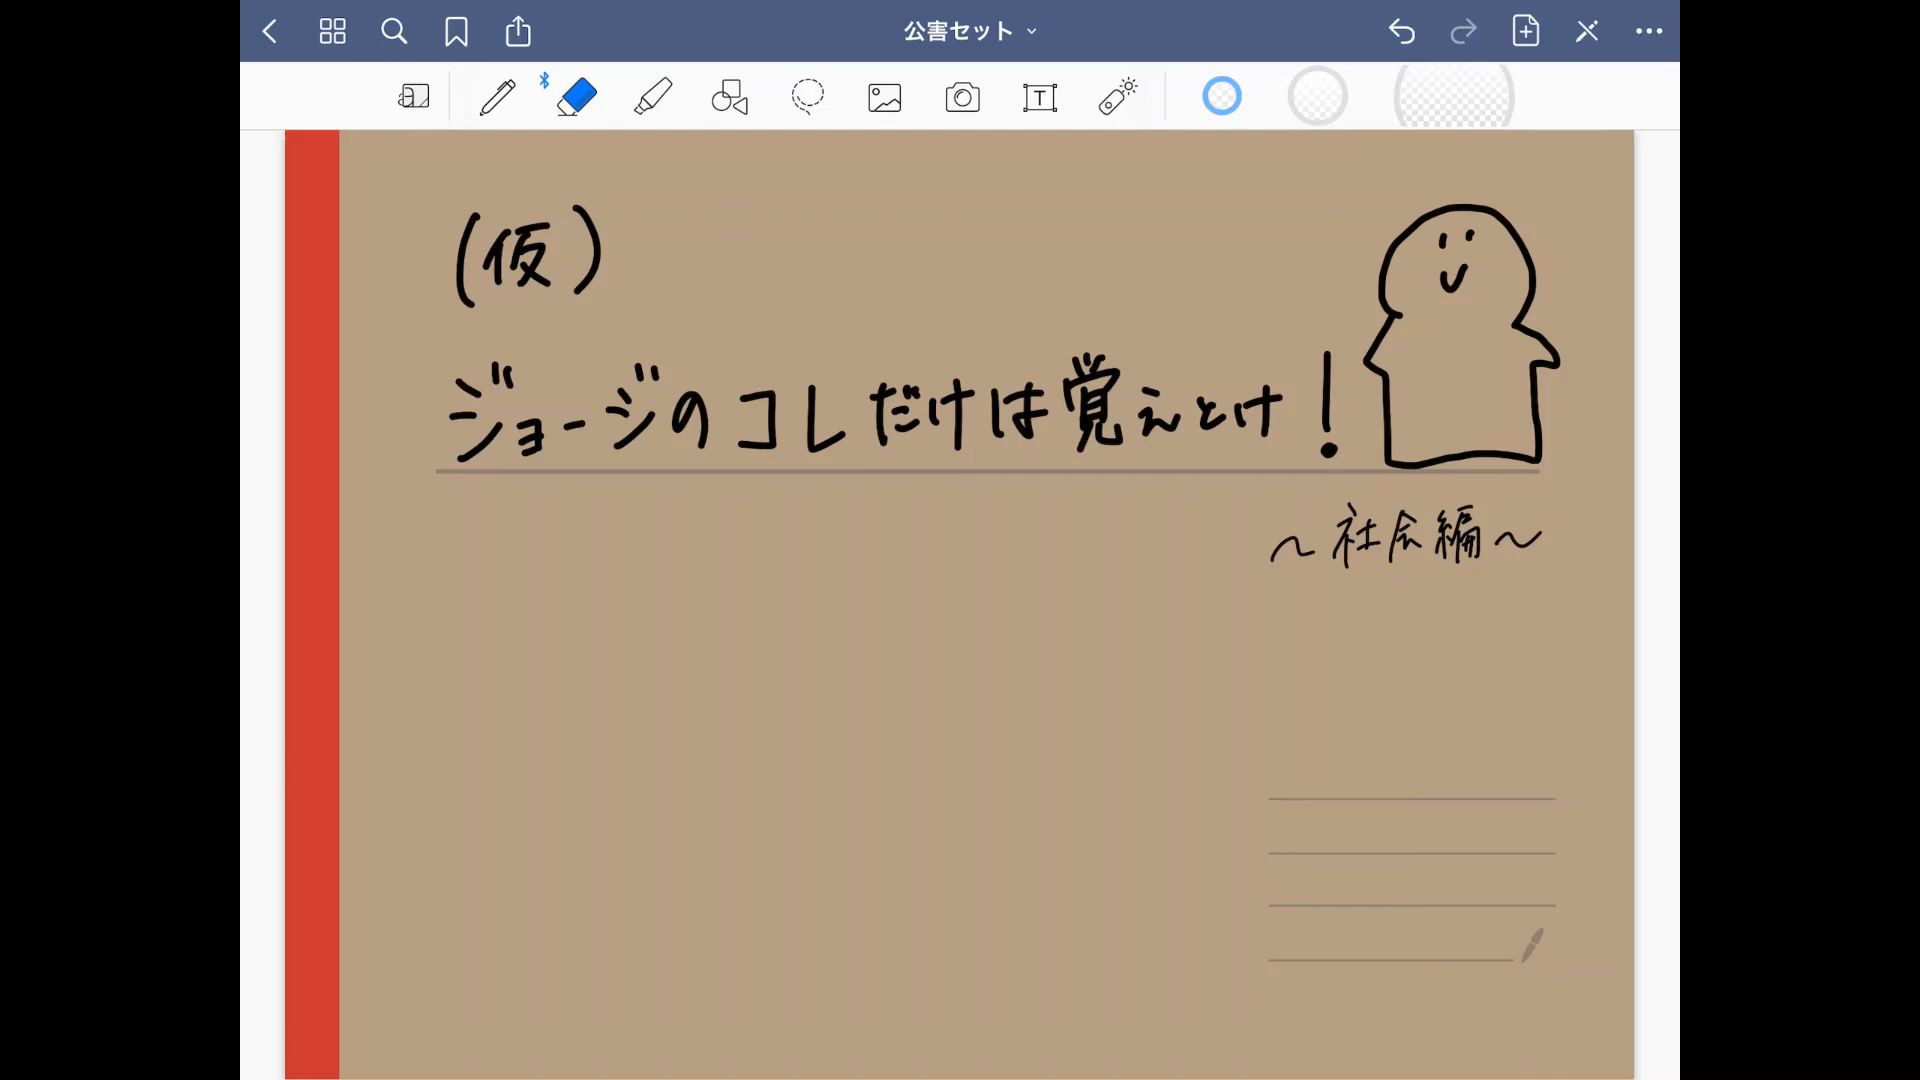 公害セット
(仮)
ジョージのコレだけは覚えとけ!
〜社会編〜